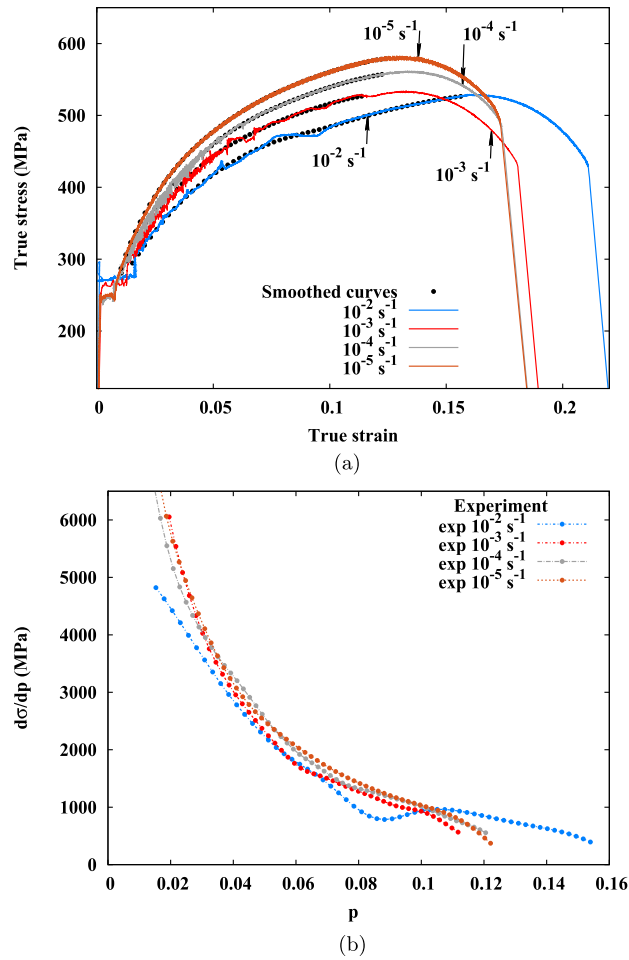 600
500
400
300
200
True stress (MPa)
10⁻⁵ s⁻¹
10⁻⁴ s⁻¹
10⁻² s⁻¹
10⁻³ s⁻¹
Smoothed curves
10⁻² s⁻¹
10⁻³ s⁻¹
10⁻⁴ s⁻¹
10⁻⁵ s⁻¹
0 0.05 0.1 0.15 0.2
True strain
(a)
6000
5000
4000
3000
2000
1000
0
dσ/dp (MPa)
Experiment
exp 10⁻² s⁻¹
exp 10⁻³ s⁻¹
exp 10⁻⁴ s⁻¹
exp 10⁻⁵ s⁻¹
0 0.02 0.04 0.06 0.08 0.1 0.12 0.14 0.16
p
(b)